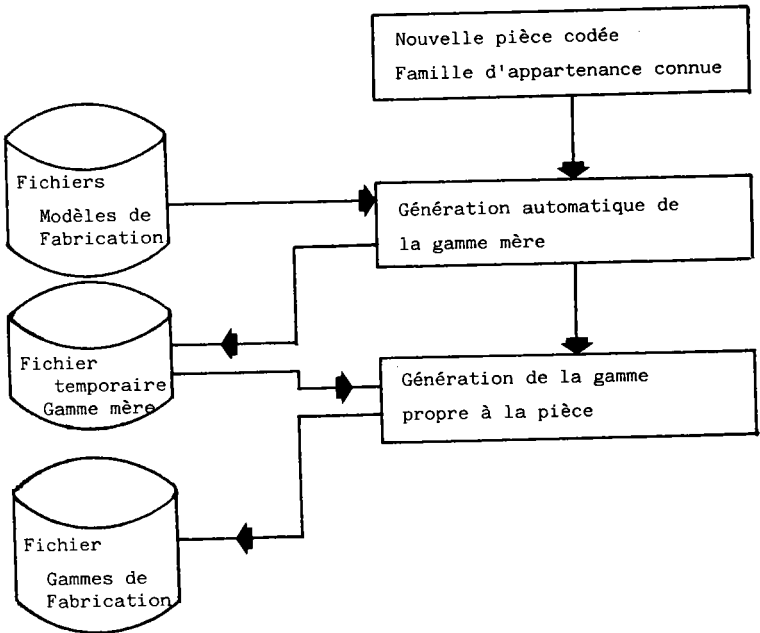 Nouvelle pièce codée
Famille d'appartenance connue
Fichiers
Modèles de
Fabrication
Génération automatique de
la gamme mère
Fichier
temporaire
Gamme mère
Génération de la gamme
propre à la pièce
Fichier
Gammes de
Fabrication